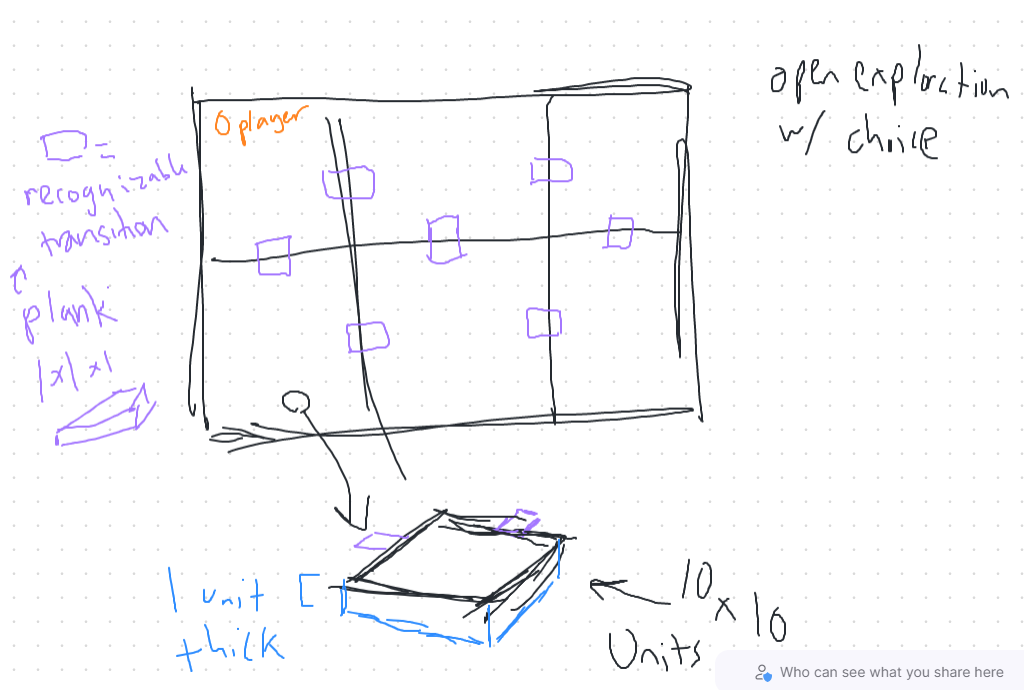 open exploration
w/ choice
O player
□ =
recognizable
transition
↑
plank
1x1x1
1 unit [
thick
10 x 10
Units
Who can see what you share here